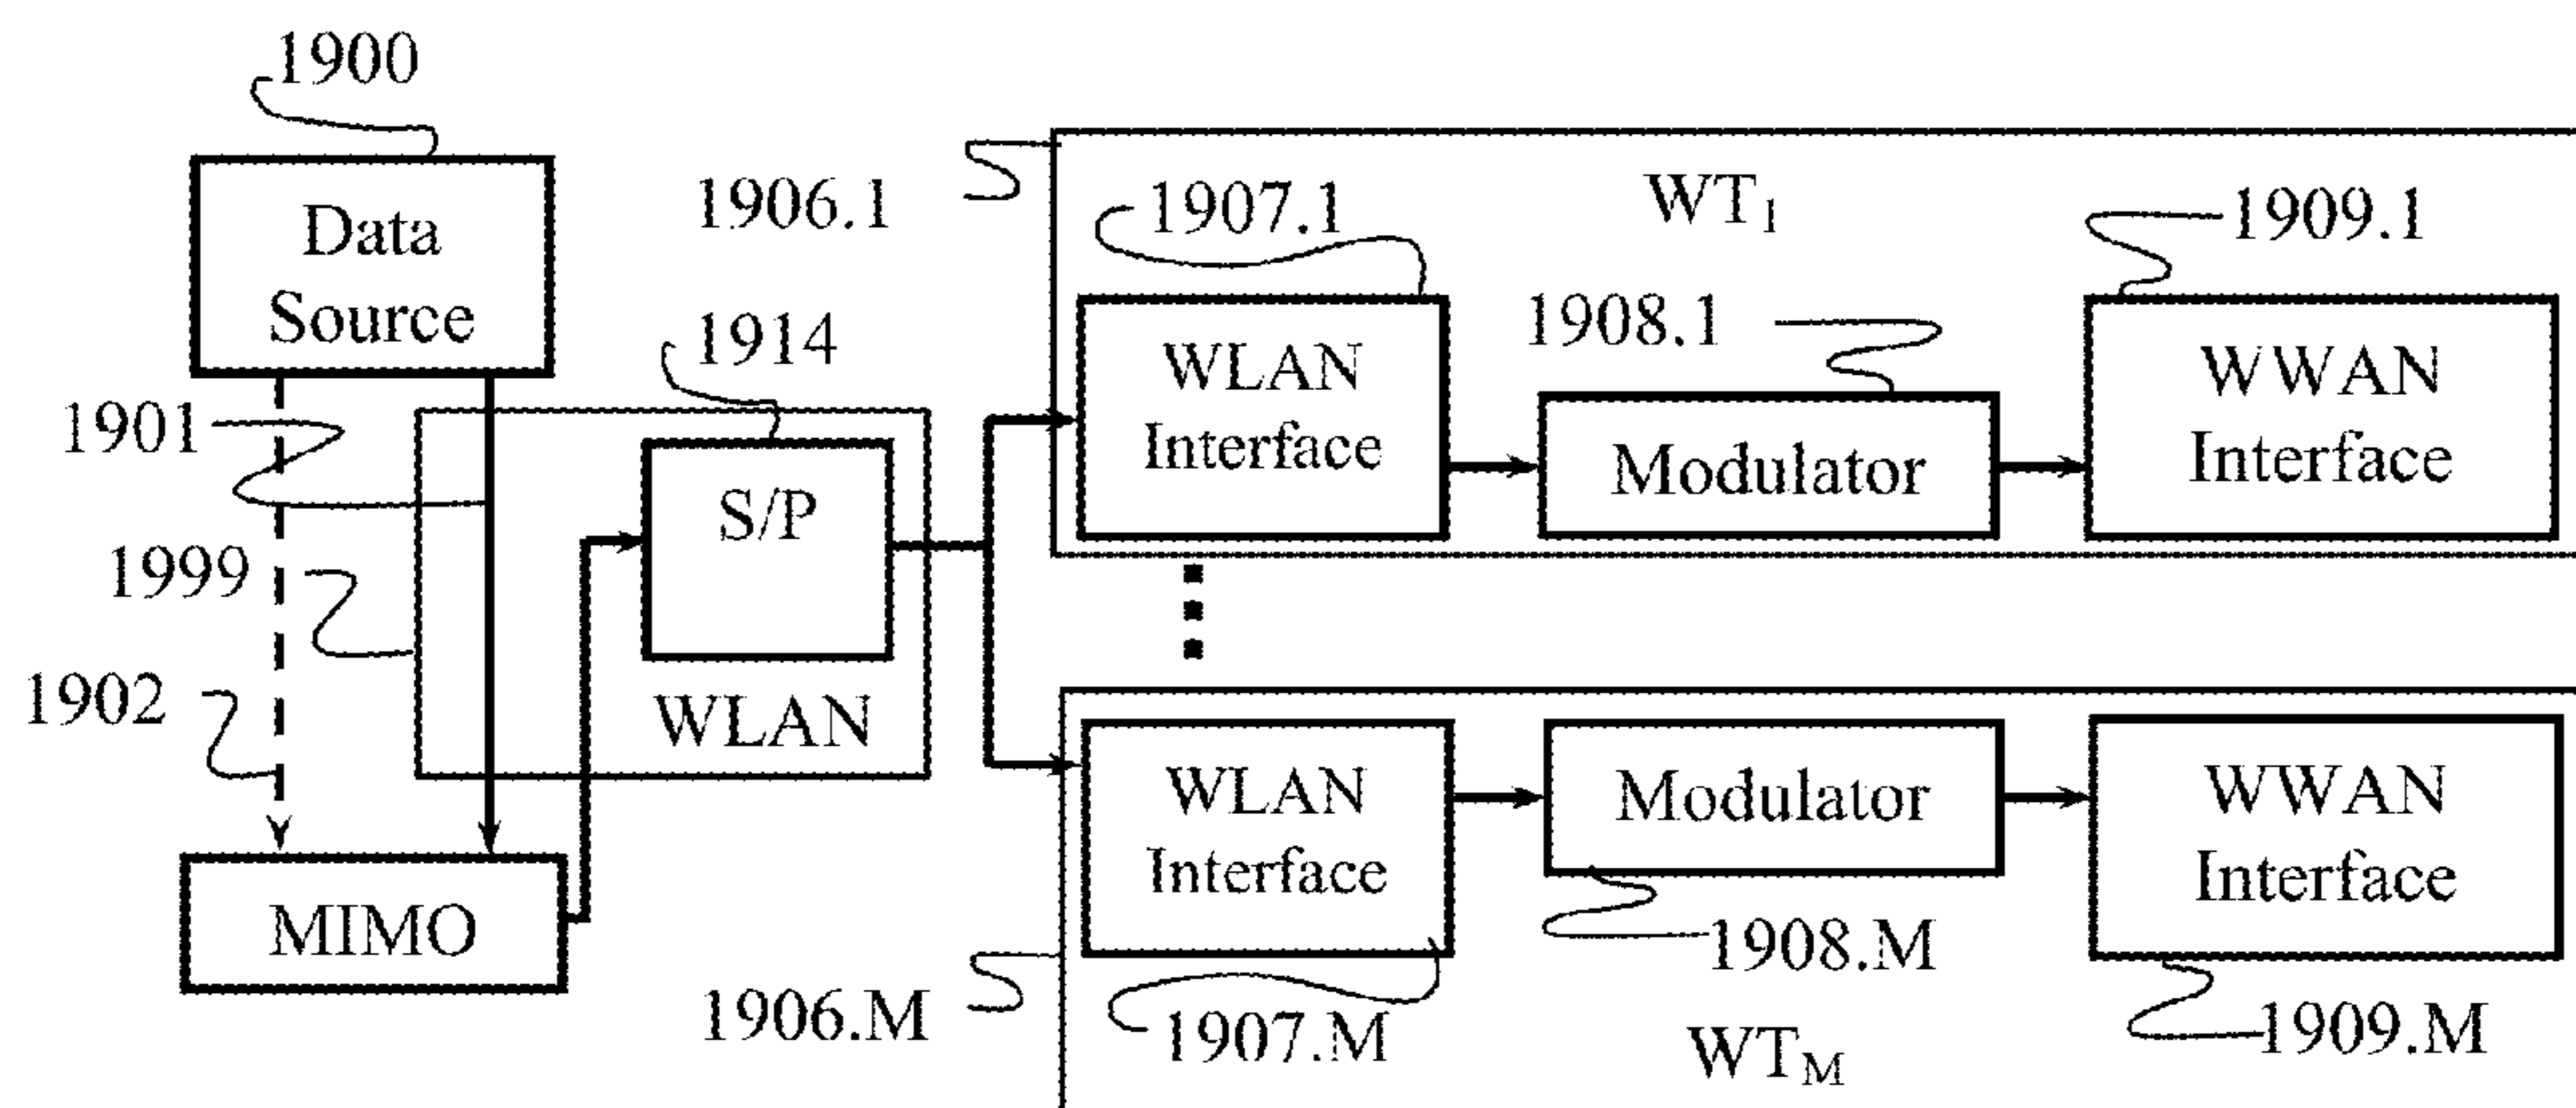 1900
Data
Source
1901
1999
1902
MIMO
1914
S/P
WLAN
1906.1
1907.1
WT₁
1909.1
WLAN
Interface
1908.1
Modulator
WWAN
Interface
WLAN
Interface
Modulator
WWAN
Interface
1906.M
1907.M
1908.M
WT_M
1909.M